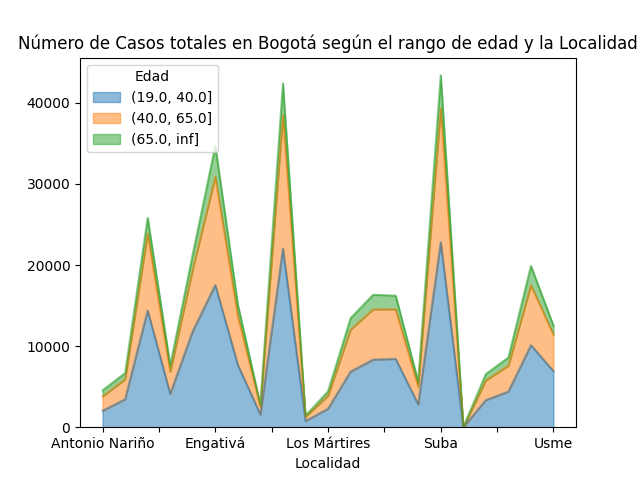 Número de Casos totales en Bogotá según el rango de edad y la Localidad
Edad
(19.0, 40.0]
(40.0, 65.0]
(65.0, inf]
40000
30000
20000
10000
0
Antonio Nariño Engativá Los Mártires Suba Usme
Localidad